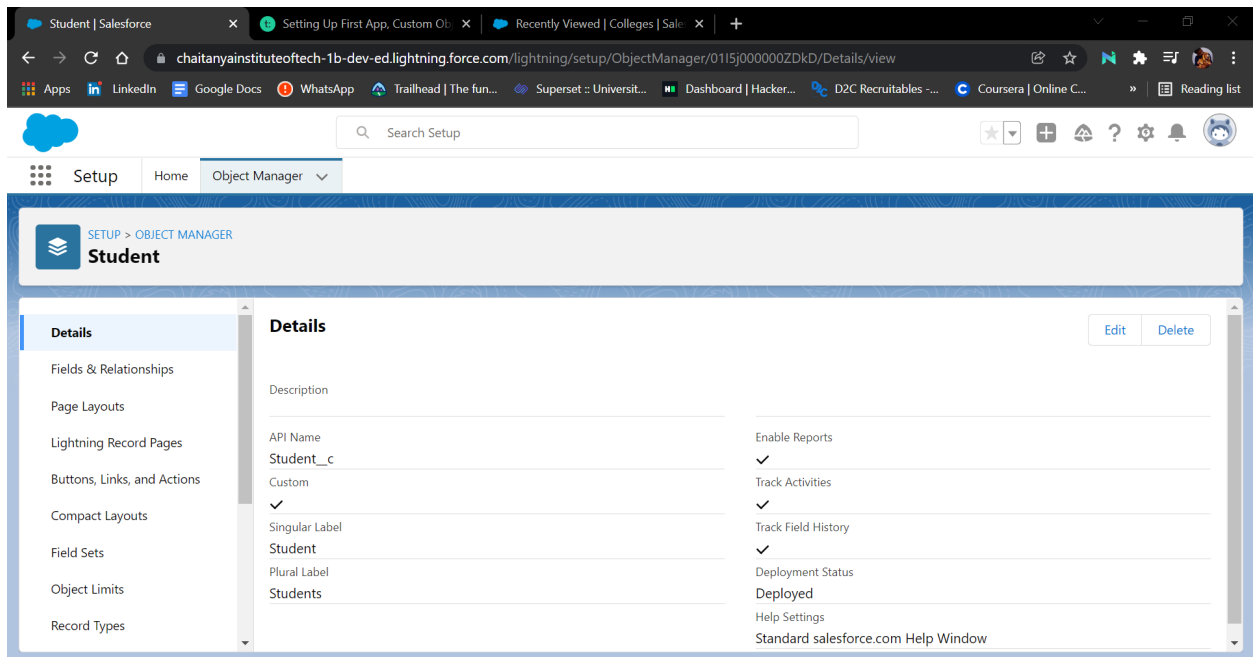 Student | Salesforce
Setting Up First App, Custom Ob
Recently Viewed | Colleges | Sale
chaitanyainstituteoftech-1b-dev-ed.lightning.force.com/lightning/setup/ObjectManager/01I5j000000ZDkD/Details/view
Apps LinkedIn Google Docs WhatsApp Trailhead | The fun... Superset :: Universit... Dashboard | Hacker... D2C Recruitables -... Coursera | Online C... » Reading list
Search Setup
Setup Home Object Manager
SETUP > OBJECT MANAGER
Student
Details
Fields & Relationships
Page Layouts
Lightning Record Pages
Buttons, Links, and Actions
Compact Layouts
Field Sets
Object Limits
Record Types
Details
Edit Delete
Description
API Name
Student__c
Custom
Singular Label
Student
Plural Label
Students
Enable Reports
Track Activities
Track Field History
Deployment Status
Deployed
Help Settings
Standard salesforce.com Help Window